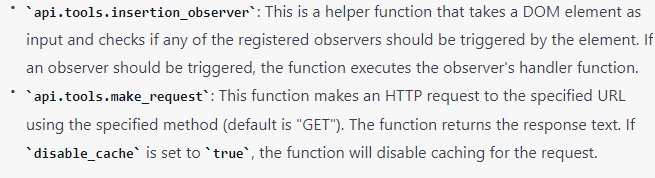 • `api.tools.insertion_observer`: This is a helper function that takes a DOM element as
input and checks if any of the registered observers should be triggered by the element. If
an observer should be triggered, the function executes the observer's handler function.
• `api.tools.make_request`: This function makes an HTTP request to the specified URL
using the specified method (default is "GET"). The function returns the response text. If
`disable_cache` is set to `true`, the function will disable caching for the request.